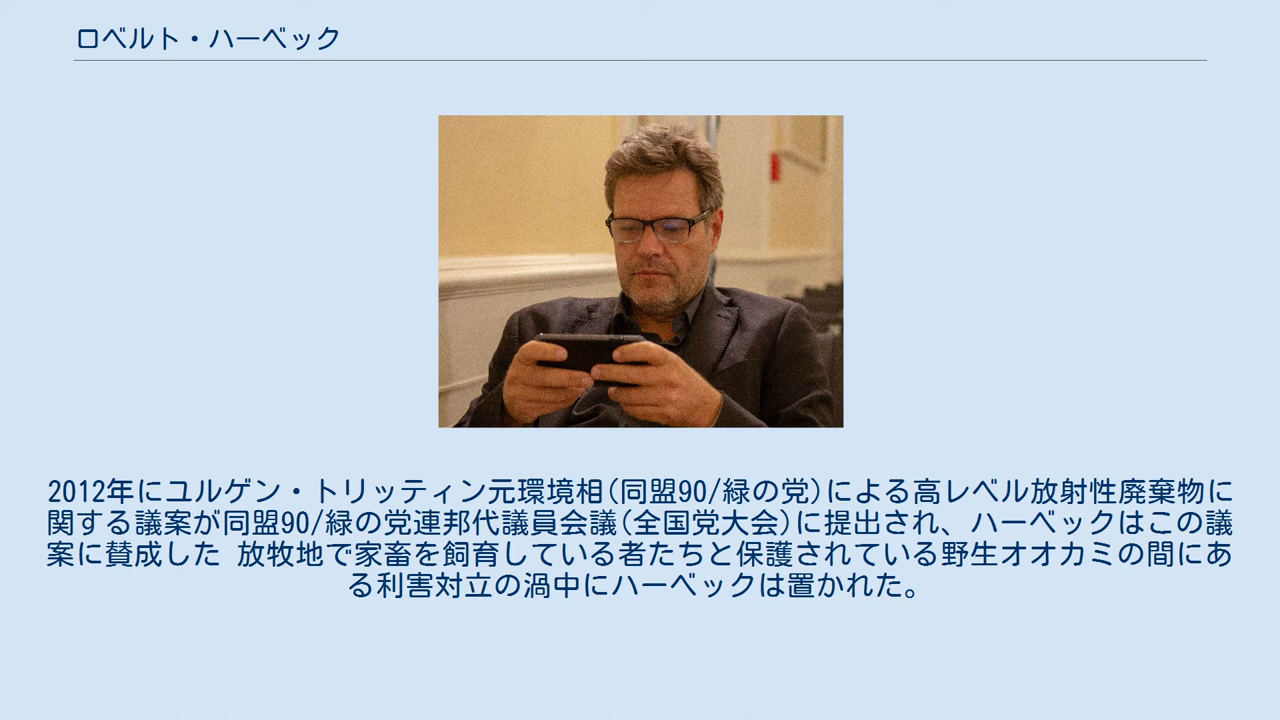 ロベルト・ハーベック
2012年にユルゲン・トリッティン元環境相(同盟90/緑の党)による高レベル放射性廃棄物に
関する議案が同盟90/緑の党連邦代議員会議(全国党大会)に提出され、ハーベックはこの議
案に賛成した 放牧地で家畜を飼育している者たちと保護されている野生オオカミの間にあ
る利害対立の渦中にハーベックは置かれた。